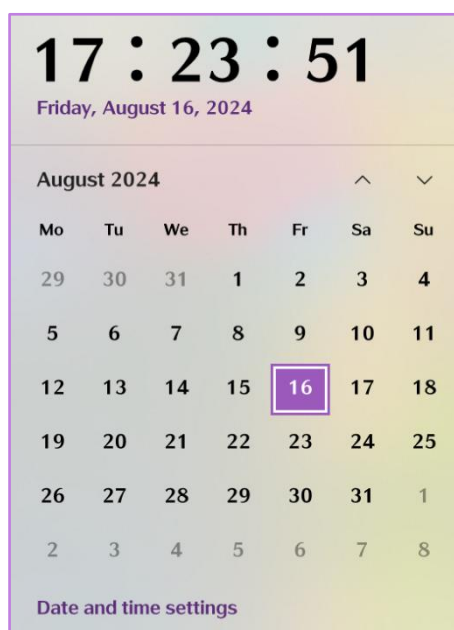 17:23:51
Friday, August 16, 2024
August 2024
Mo Tu We Th Fr Sa Su
29 30 31 1 2 3 4
5 6 7 8 9 10 11
12 13 14 15 16 17 18
19 20 21 22 23 24 25
26 27 28 29 30 31 1
2 3 4 5 6 7 8
Date and time settings